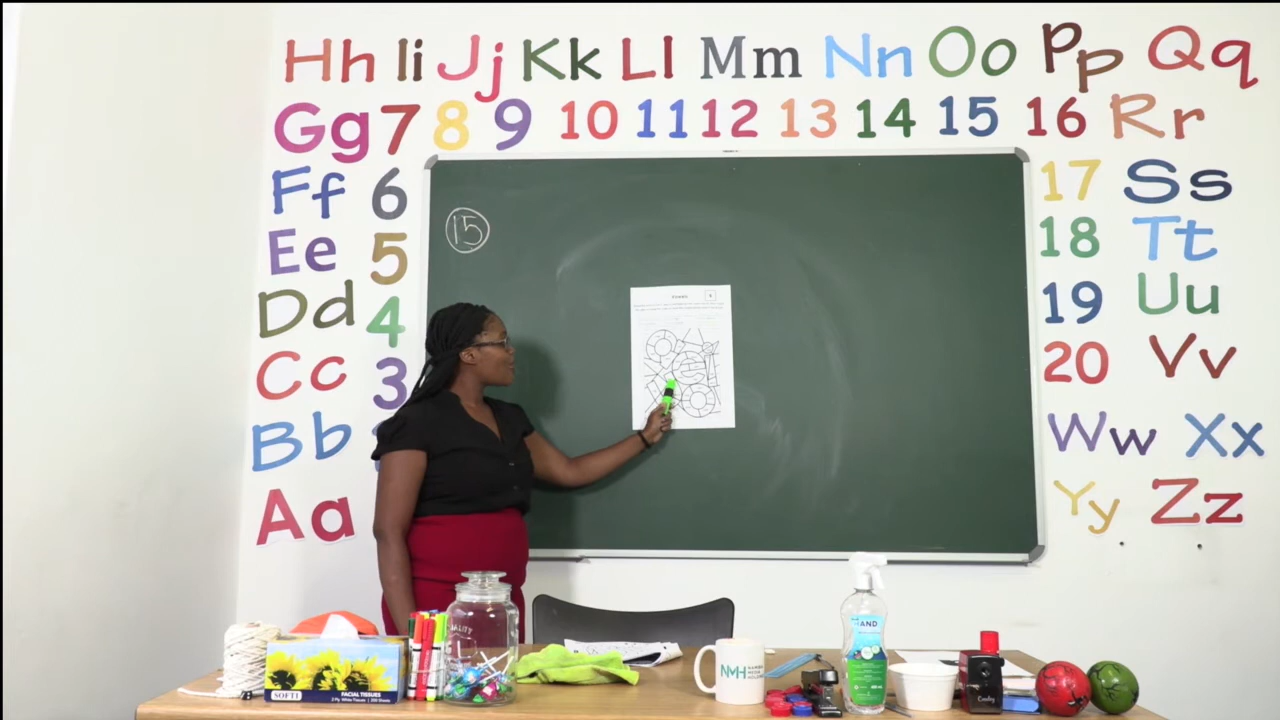 Hh Ii Jj Kk Ll Mm Nn Oo Pp Qq
Gg 7 8 9 10 11 12 13 14 15 16 Rr
Ff 6 17 Ss
15
Ee 5 18 Tt
Dd 4 19 Uu
Cc 3 20 Vv
Bb Ww Xx
Aa Yy Zz
SOFTI
FACIAL TISSUES
NMH
HAND